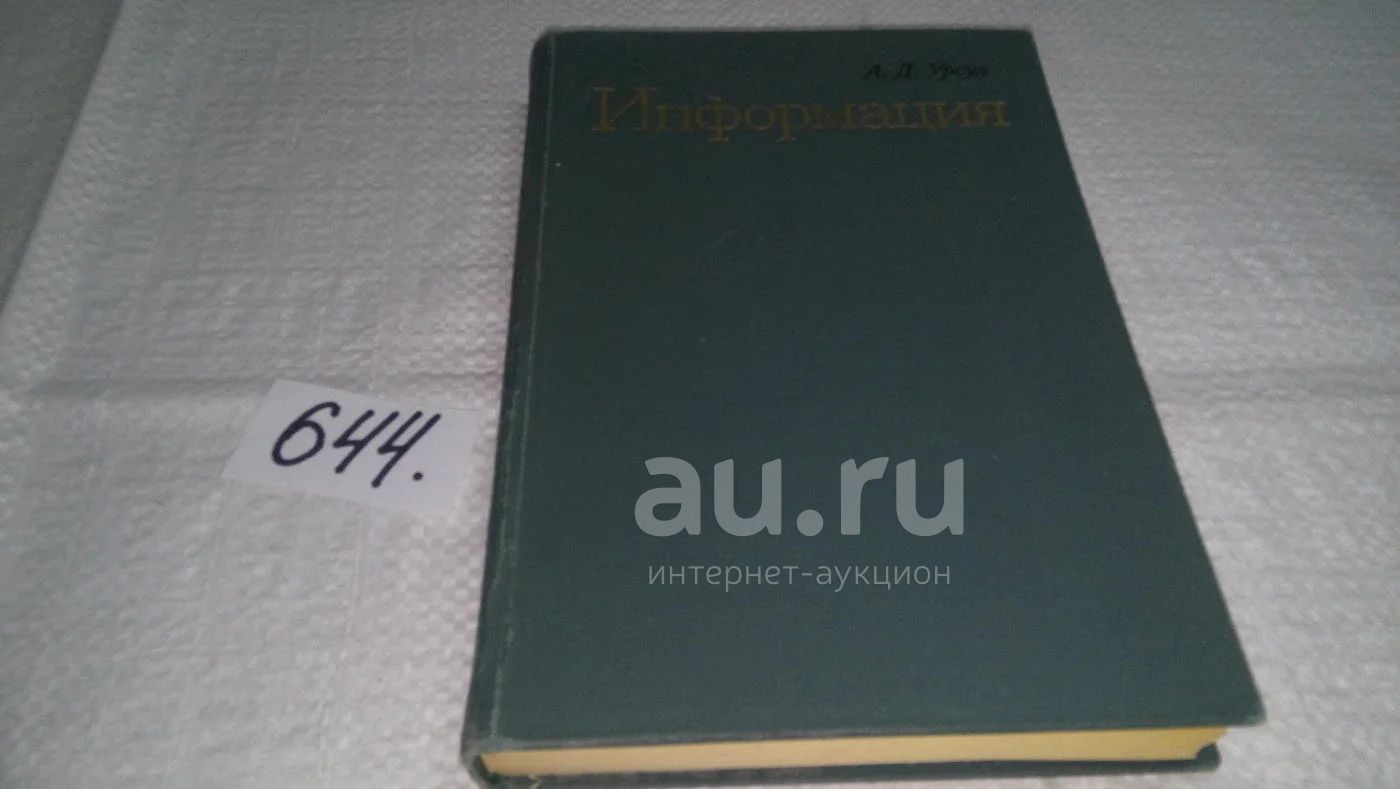 А. Д. Урсул
Информация
644.
au.ru
интернет-аукцион